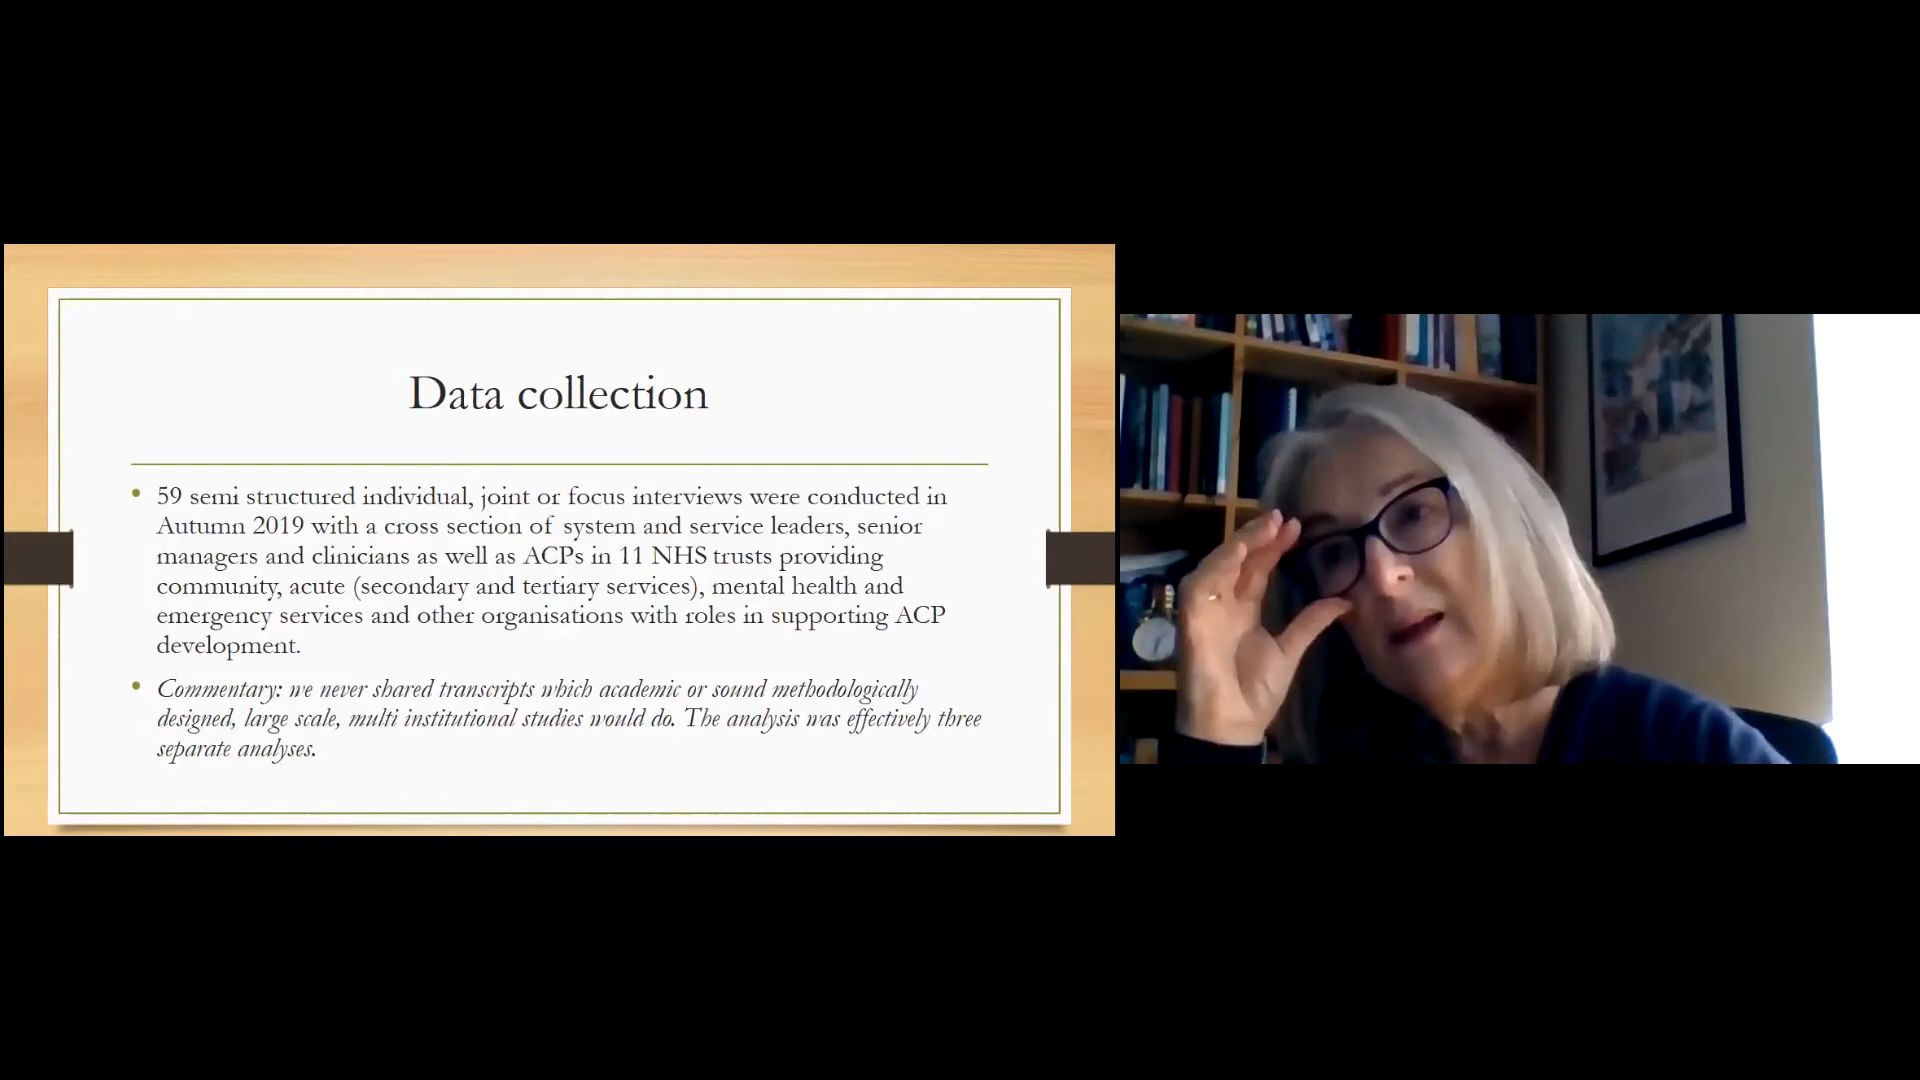 Data collection
59 semi structured individual, joint or focus interviews were conducted in
Autumn 2019 with a cross section of system and service leaders, senior
managers and clinicians as well as ACPs in 11 NHS trusts providing
community, acute (secondary and tertiary services), mental health and
emergency services and other organisations with roles in supporting ACP
development.
Commentary: we never shared transcripts which academic or sound methodologically
designed, large scale, multi institutional studies would do. The analysis was effectively three
separate analyses.